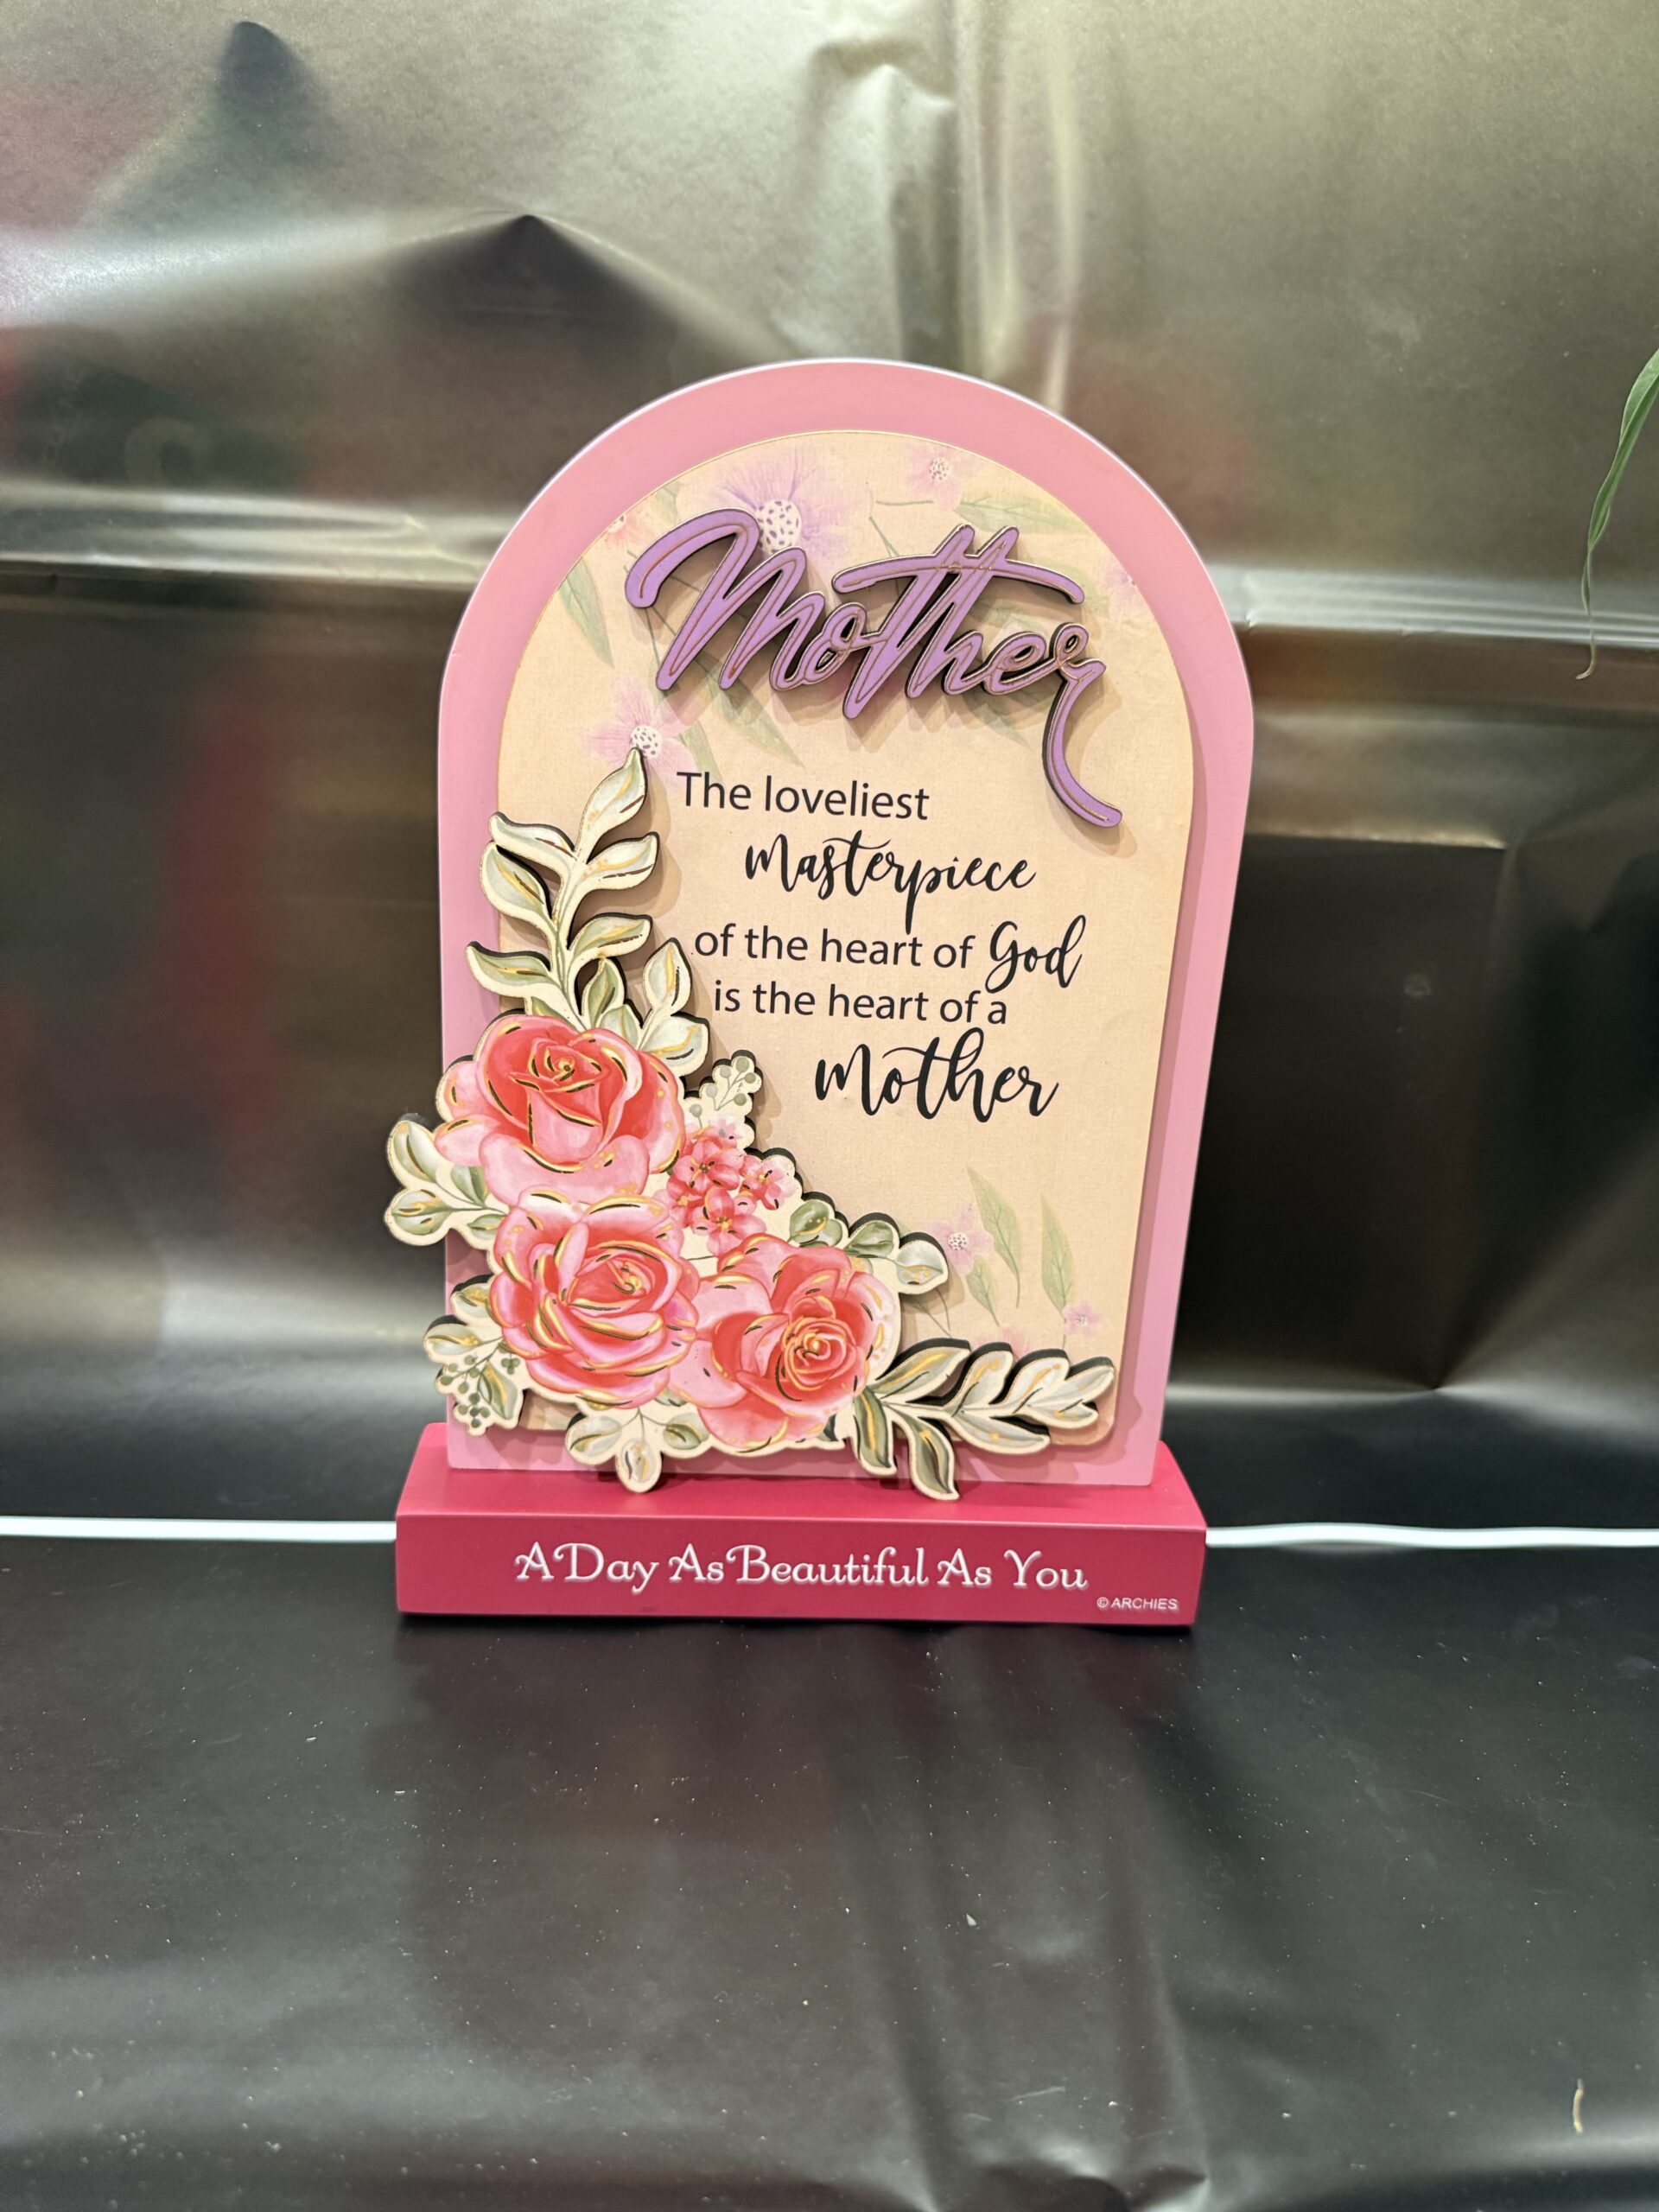 Mother
The loveliest
Masterpiece
of the heart of God
is the heart of a
Mother
A Day As Beautiful As You
© ARCHIES